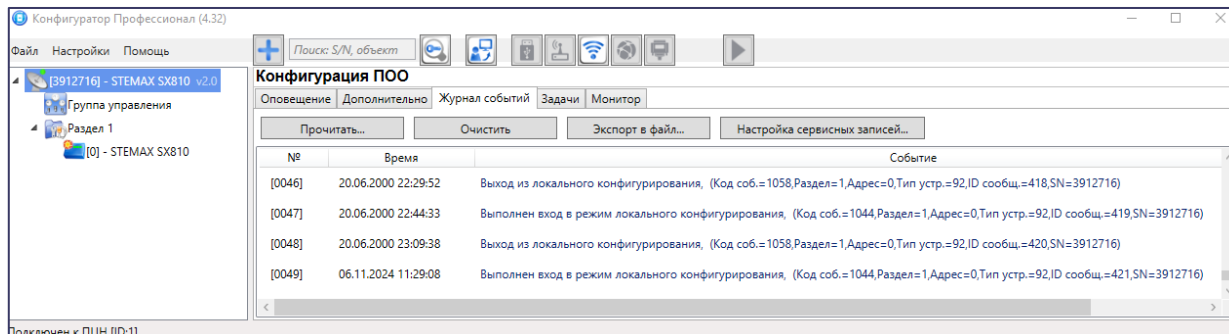 Конфигуратор Профессионал (4.32)
Файл Настройки Помощь
Поиск: S/N, объект
[3912716] - STEMAX SX810 v2.0
Группа управления
Раздел 1
[0] - STEMAX SX810
Конфигурация ПОО
Оповещение Дополнительно Журнал событий Задачи Монитор
Прочитать... Очистить Экспорт в файл... Настройка сервисных записей...
№ Время Событие
[0046] 20.06.2000 22:29:52 Выход из локального конфигурирования, (Код соб.=1058,Раздел=1,Адрес=0,Тип устр.=92,ID сообщ.=418,SN=3912716)
[0047] 20.06.2000 22:44:33 Выполнен вход в режим локального конфигурирования, (Код соб.=1044,Раздел=1,Адрес=0,Тип устр.=92,ID сообщ.=419,SN=3912716)
[0048] 20.06.2000 23:09:38 Выход из локального конфигурирования, (Код соб.=1058,Раздел=1,Адрес=0,Тип устр.=92,ID сообщ.=420,SN=3912716)
[0049] 06.11.2024 11:29:08 Выполнен вход в режим локального конфигурирования, (Код соб.=1044,Раздел=1,Адрес=0,Тип устр.=92,ID сообщ.=421,SN=3912716)
Подключен к ПЦН [ID:1]